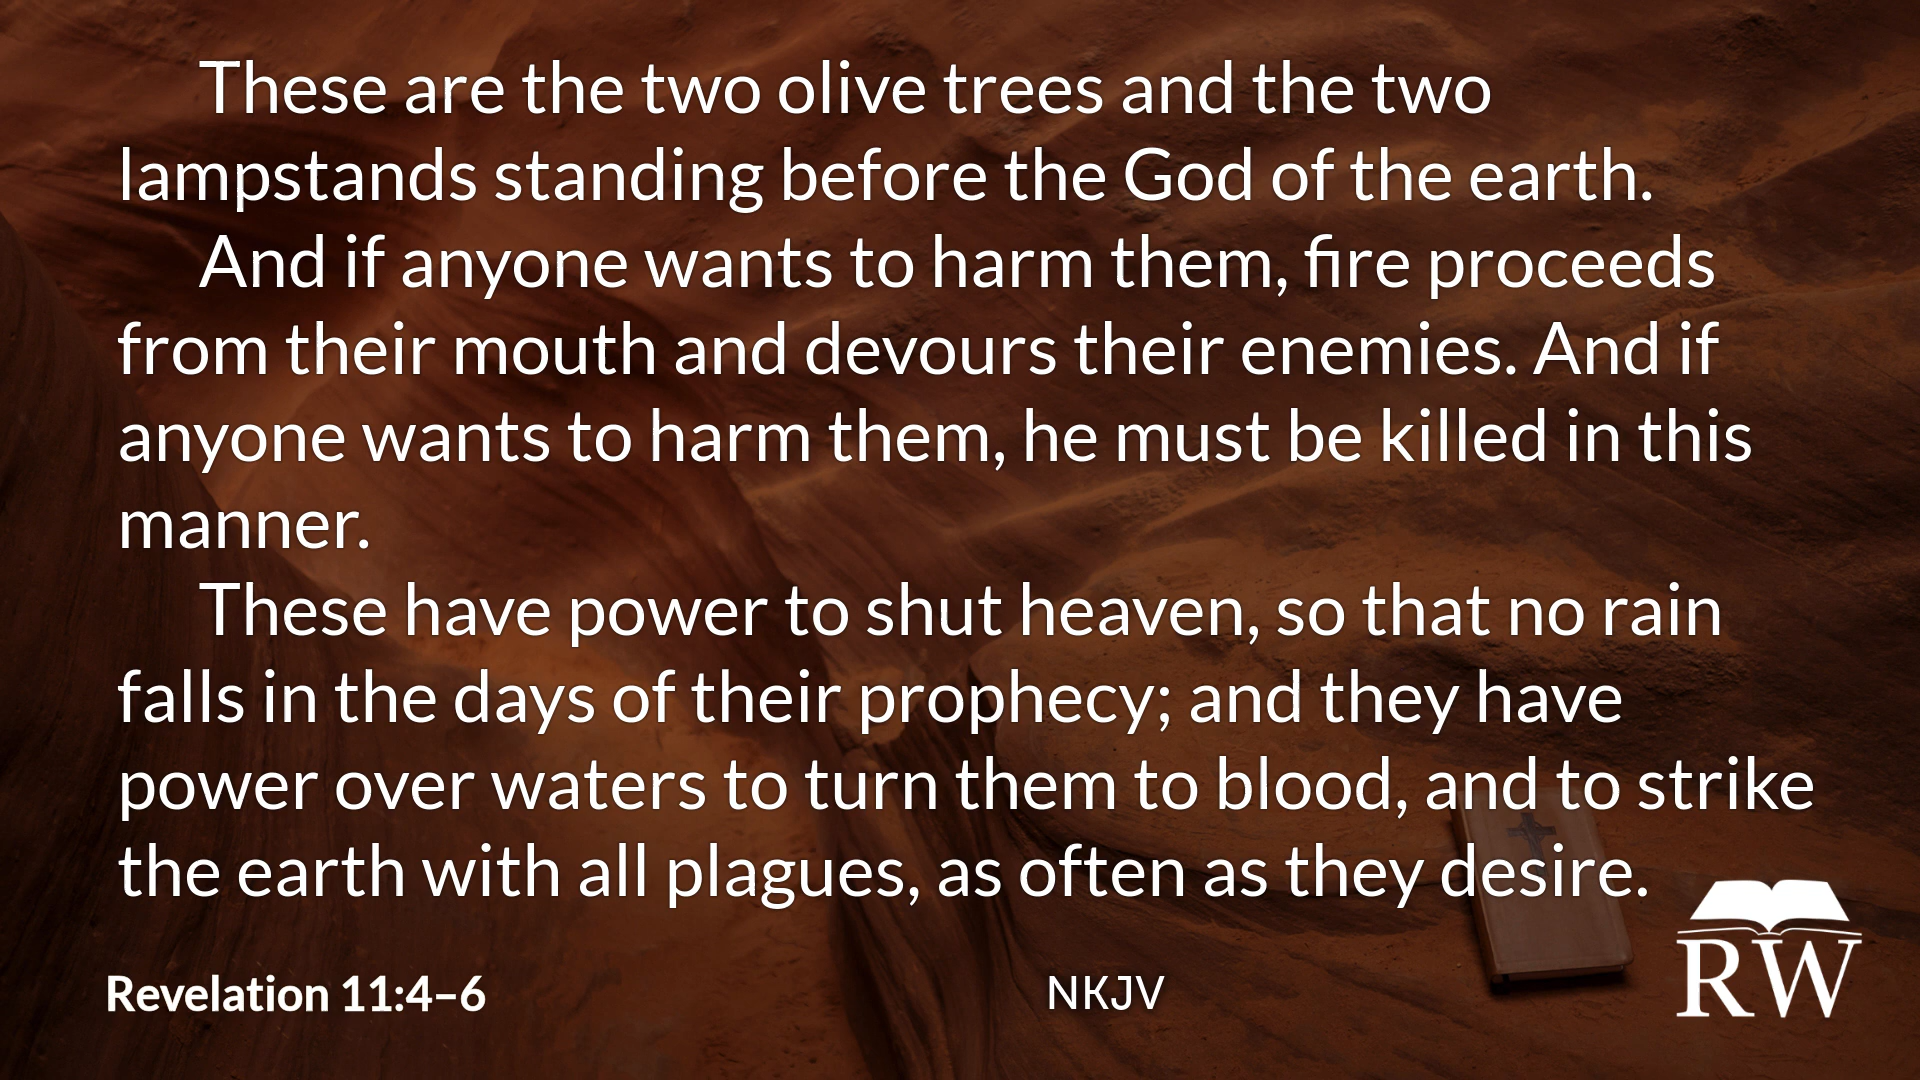 These are the two olive trees and the two
lampstands standing before the God of the earth.
And if anyone wants to harm them, fire proceeds
from their mouth and devours their enemies. And if
anyone wants to harm them, he must be killed in this
manner.
These have power to shut heaven, so that no rain
falls in the days of their prophecy; and they have
power over waters to turn them to blood, and to strike
the earth with all plagues, as often as they desire.
Revelation 11:4–6
NKJV
RW